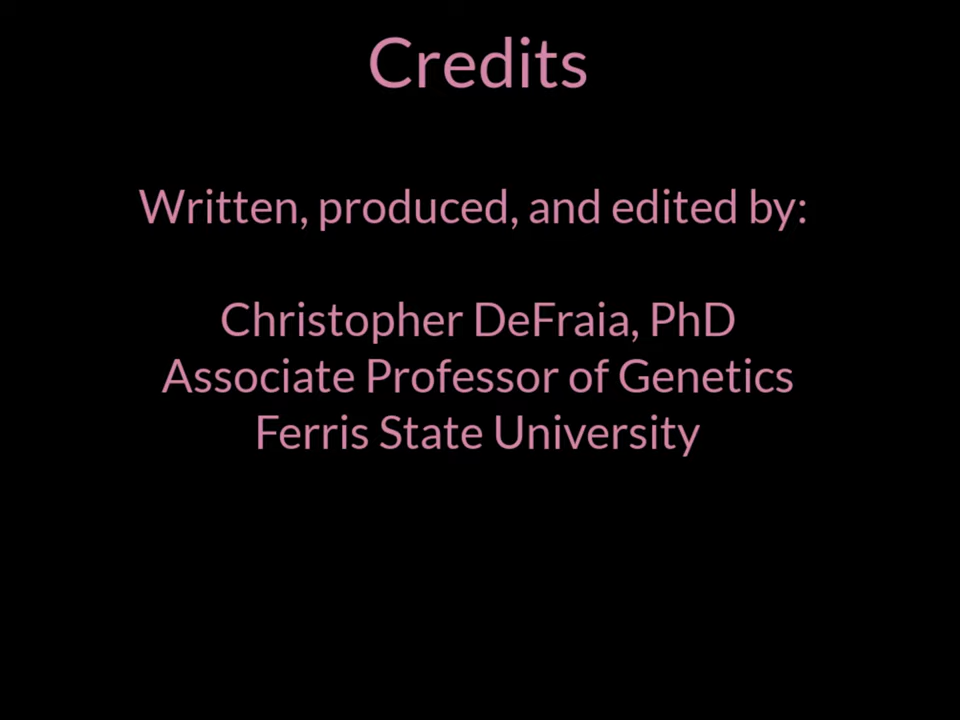 Credits
Written, produced, and edited by:
Christopher DeFraia, PhD
Associate Professor of Genetics
Ferris State University